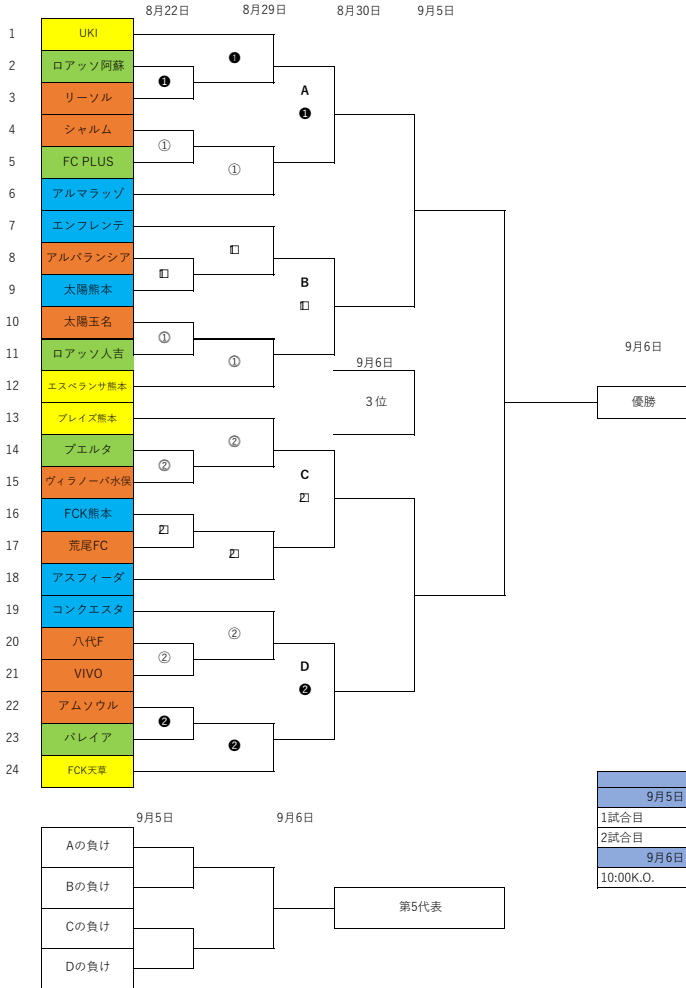 8月22日 8月29日 8月30日 9月5日
1 UKI
❶
2 ロアッソ阿蘇
❶ A
3 リーソル
❶
4 シャルム
①
5 FC PLUS
①
6 アルマラッゾ
7 エンフレンテ
1
8 アルバランシア
1 B
9 太陽熊本
1
10 太陽玉名
①
11 ロアッソ人吉
① 9月6日 9月6日
12 エスペランサ熊本
3位 優勝
13 ブレイズ熊本
②
14 プエルタ
② C
15 ヴィラノーバ水俣
2
16 FCK熊本
2
17 荒尾FC
2
18 アスフィーダ
19 コンクエスタ
②
20 八代F
② D
21 VIVO
❷
22 アムソウル
❷
23 バレイア
❷
24 FCK天草
9月5日
1試合目
2試合目
9月6日
10:00K.O.
9月5日 9月6日
Aの負け
Bの負け
第5代表
Cの負け
Dの負け